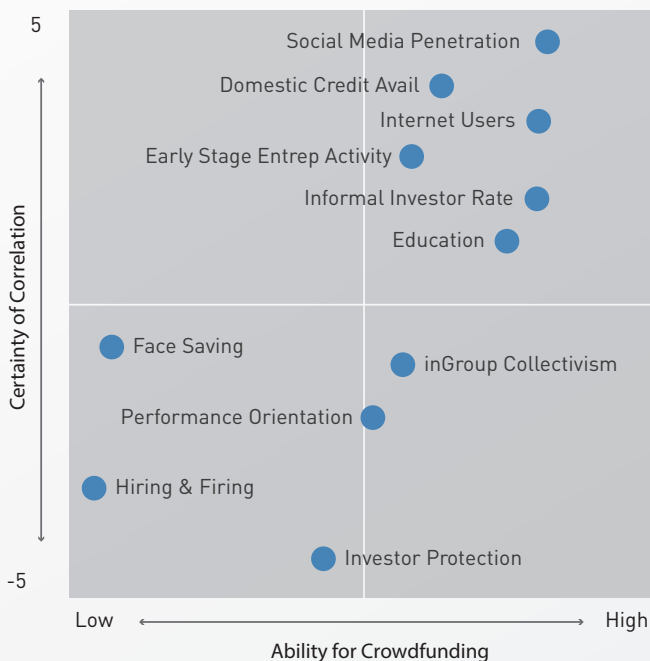 5
Social Media Penetration
Domestic Credit Avail
Internet Users
Early Stage Entrep Activity
Informal Investor Rate
Education
Certainty of Correlation
Face Saving
inGroup Collectivism
Performance Orientation
Hiring & Firing
Investor Protection
-5
Low
High
Ability for Crowdfunding